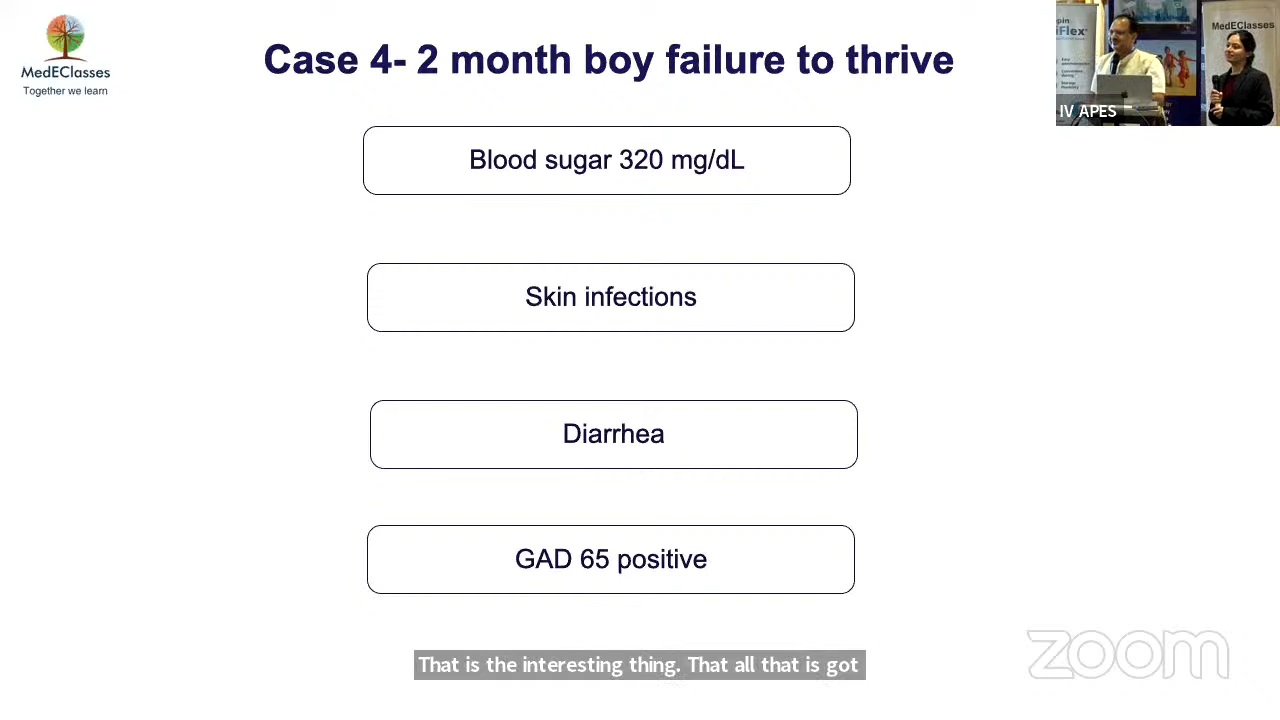 MedEClasses
Together we learn
Case 4- 2 month boy failure to thrive
Blood sugar 320 mg/dL
Skin infections
Diarrhea
GAD 65 positive
MedEClasses
IV APES
That is the interesting thing. That all that is got
zoom